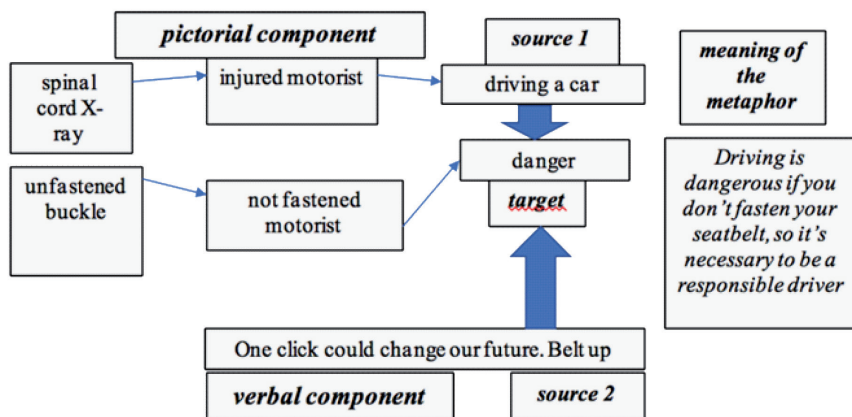 pictorial component
source 1
meaning of
the
metaphor
spinal
cord X-
ray
injured motorist
driving a car
danger
target
unfastened
buckle
not fastened
motorist
Driving is
dangerous if you
don't fasten your
seatbelt, so it's
necessary to be a
responsible driver
One click could change our future. Belt up
verbal component
source 2